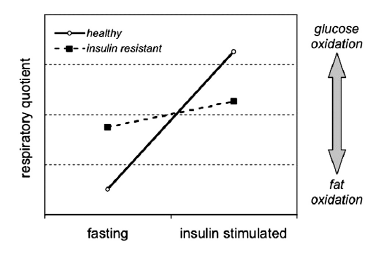 healthy
insulin resistant
respiratory quotient
fasting
insulin stimulated
glucose
oxidation
fat
oxidation